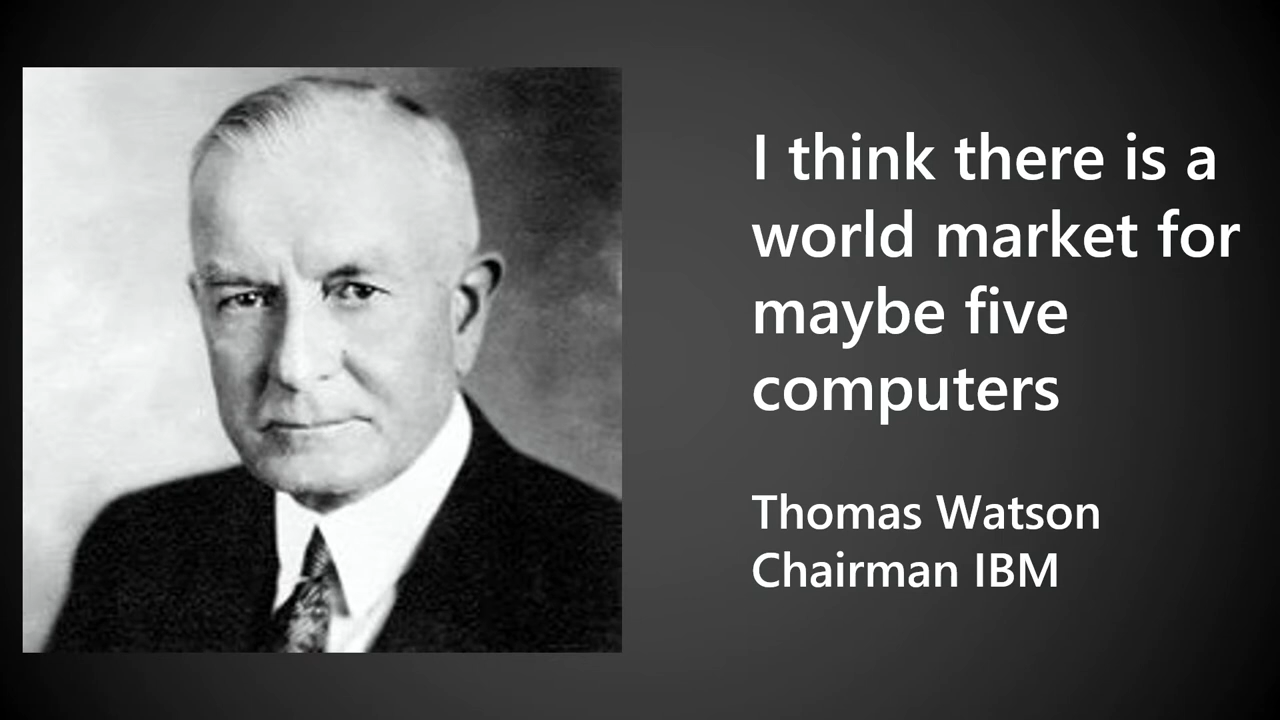 I think there is a
world market for
maybe five
computers
Thomas Watson
Chairman IBM